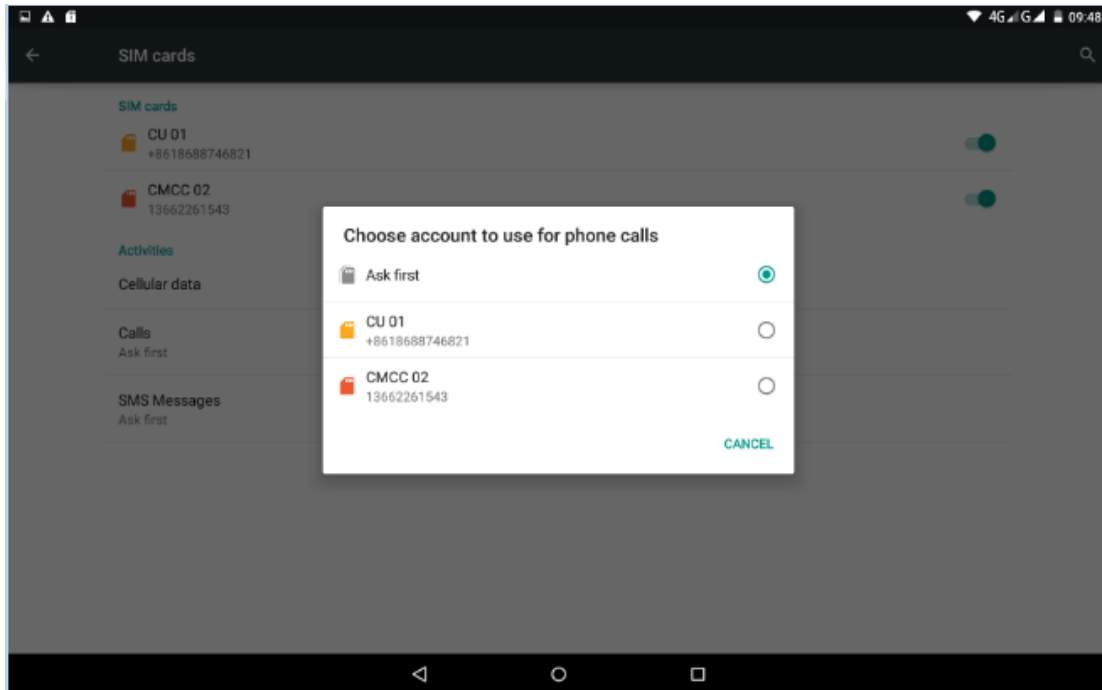 4G G 09:48
SIM cards
SIM cards
CU 01
+8618688746821
CMCC 02
13662261543
Activities
Cellular data
Calls
Ask first
SMS Messages
Ask first
Choose account to use for phone calls
Ask first
CU 01
+8618688746821
CMCC 02
13662261543
CANCEL